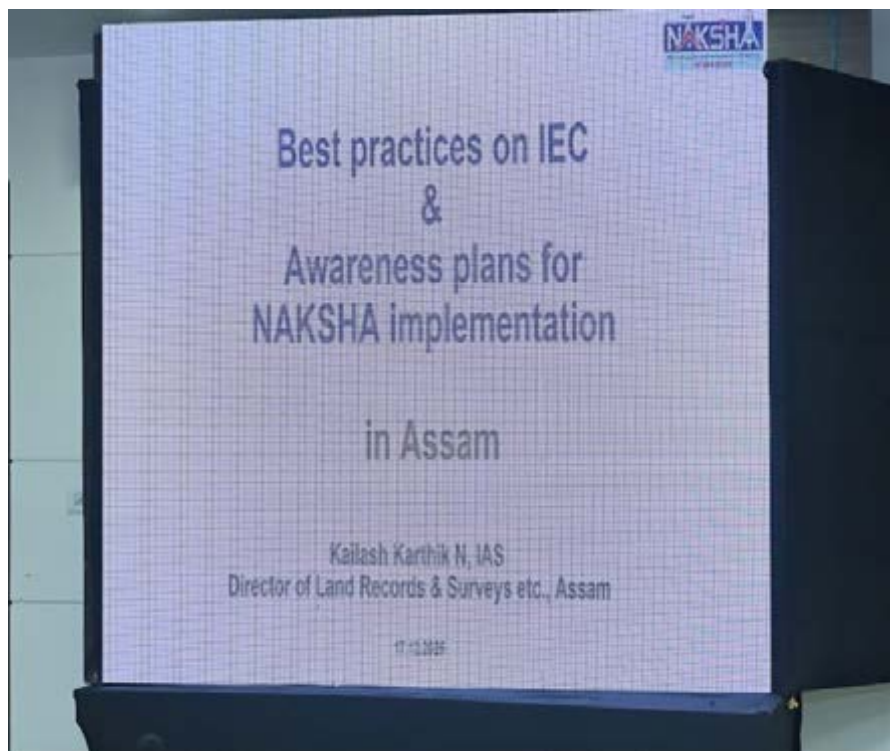 NAKSHA
Best practices on IEC
&
Awareness plans for
NAKSHA implementation
in Assam
Kailash Karthik N, IAS
Director of Land Records & Surveys etc., Assam